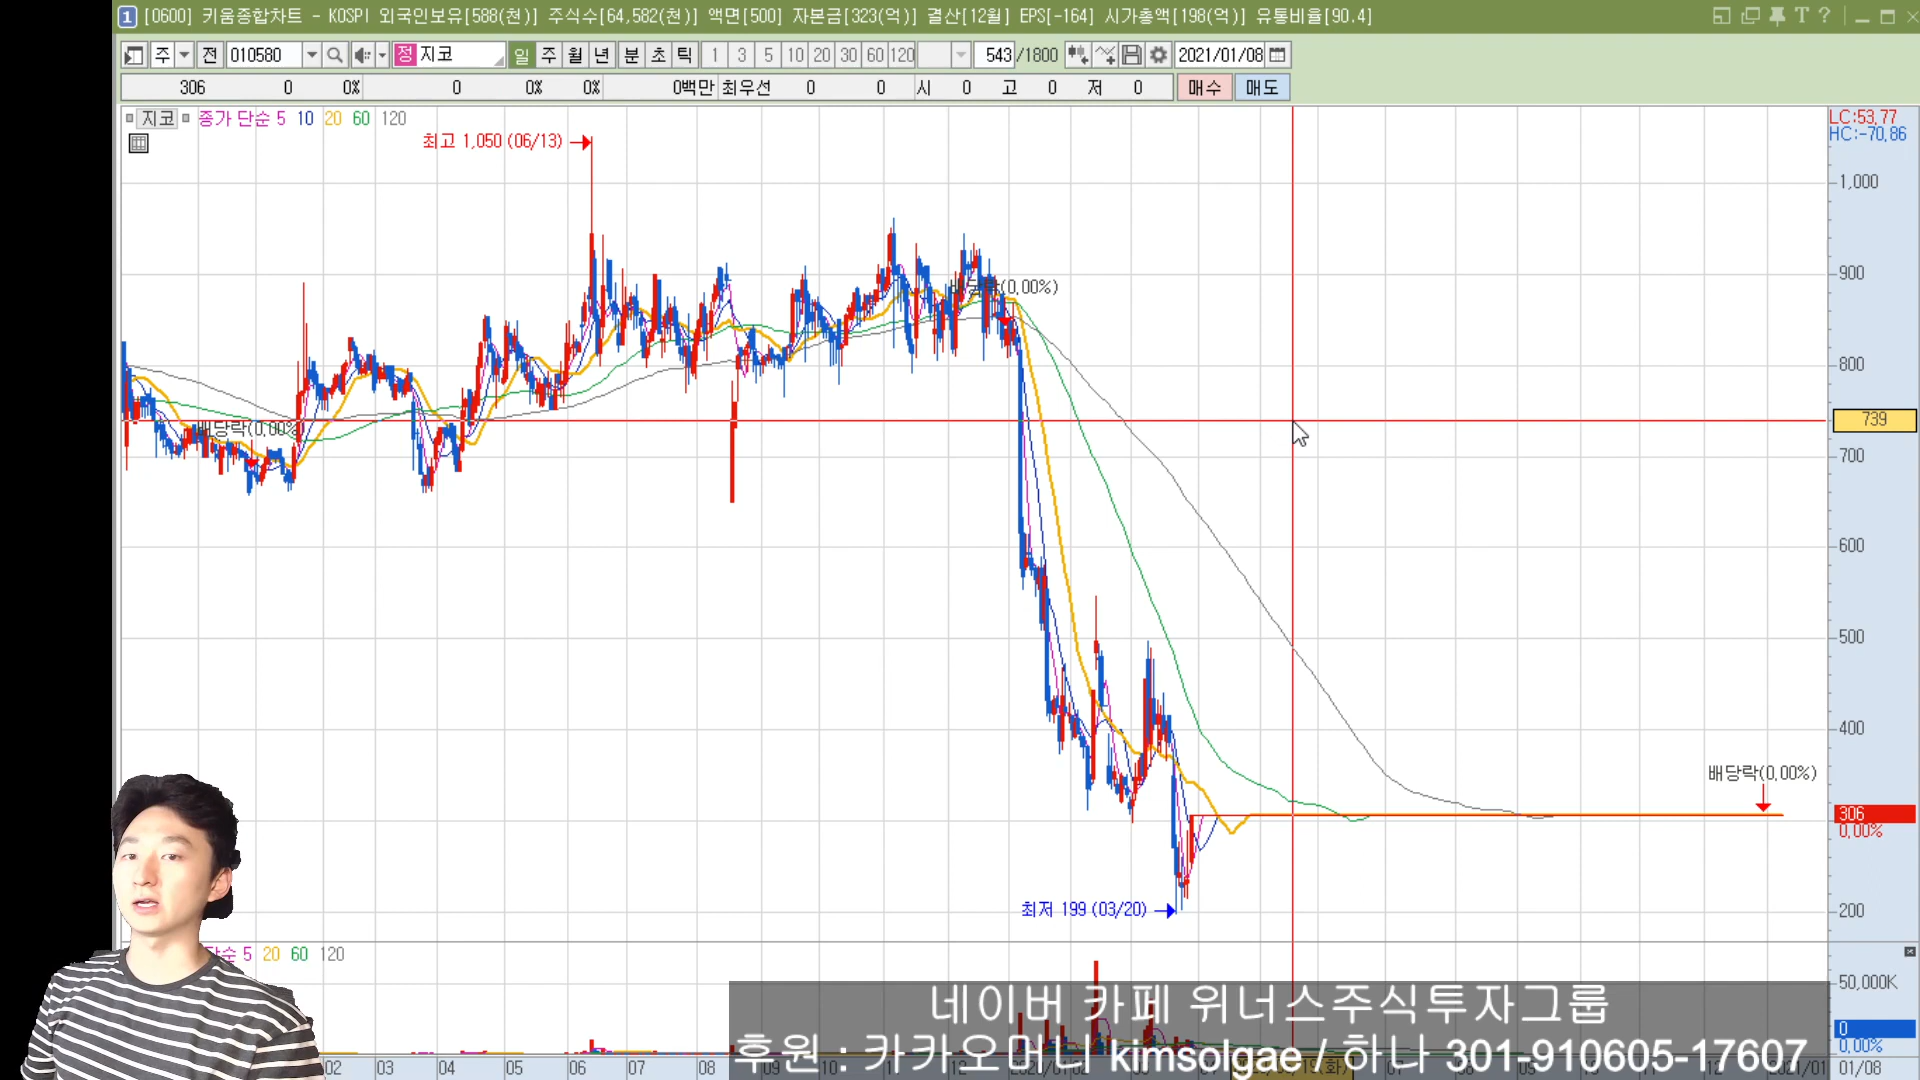 1 [0600] 키움종합차트 - KOSPI 외국인보유[588(천)] 주식수[64,582(천)] 액면[500] 자본금[323(억)] 결산[12월] EPS[-164] 시가총액[198(억)] 유통비율[90.4]
주 전 010580 정 지코 일 주 월 년 분 초 틱 1 3 5 10 20 30 60 120 543 /1800 2021/01/08
306 0 0% 0 0% 0% 0백만 최우선 0 0 시 0 고 0 저 0 매수 매도
지코 종가 단순 5 10 20 60 120
LC:53,77
HC:-70,86
최고 1,050 (06/13)
1,000
900
배당락(0,00%)
800
배당락(0,00%)
739
700
600
500
400
배당락(0,00%)
306
0,00%
최저 199 (03/20)
200
단순 5 20 60 120
50,000K
네이버 카페 위너스주식투자그룹
0
0,00%
후원 : 카카오머니 kimsolgae / 하나 301-910605-17607
02 03 04 05 06 07 08 09 10 2021/01 01/08